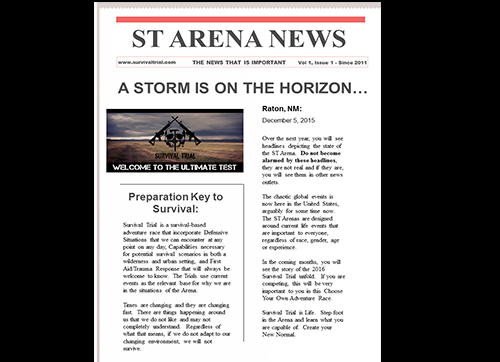 ST ARENA NEWS
www.survivaltrial.com THE NEWS THAT IS IMPORTANT Vol 1, Issue 1 - Since 2011
A STORM IS ON THE HORIZON…
SURVIVAL TRIAL
WELCOME TO THE ULTIMATE TEST
Preparation Key to
Survival:
Survival Trial is a survival-based
adventure race that incorporate Defensive
Situations that we can encounter at any
point on any day, Capabilities necessary
for potential survival scenarios in both a
wilderness and urban setting, and First
Aid/Trauma Response that will always be
welcome to know. The Trials use current
events as the relevant base for why we are
in the situations of the Arena.
Times are changing and they are changing
fast. There are things happening around
us that we do not like and may not
completely understand. Regardless of
what that means, if we do not adapt to our
changing environment, we will not
survive.
Raton, NM:
December 5, 2015
Over the next year, you will see
headlines depicting the state of
the ST Arena. Do not become
alarmed by these headlines,
they are not real and if they are,
you will see them in other news
outlets.
The chaotic global events is
now here in the United States,
arguably for some time now.
The ST Arenas are designed
around current life events that
are important to everyone,
regardless of race, gender, age
or experience.
In the coming months, you will
see the story of the 2016
Survival Trial unfold. If you are
competing, this will be very
important to you is this Choose
Your Own Adventure Race.
Survival Trial is Life. Step foot
in the Arena and learn what you
are capable of. Create your
New Normal.